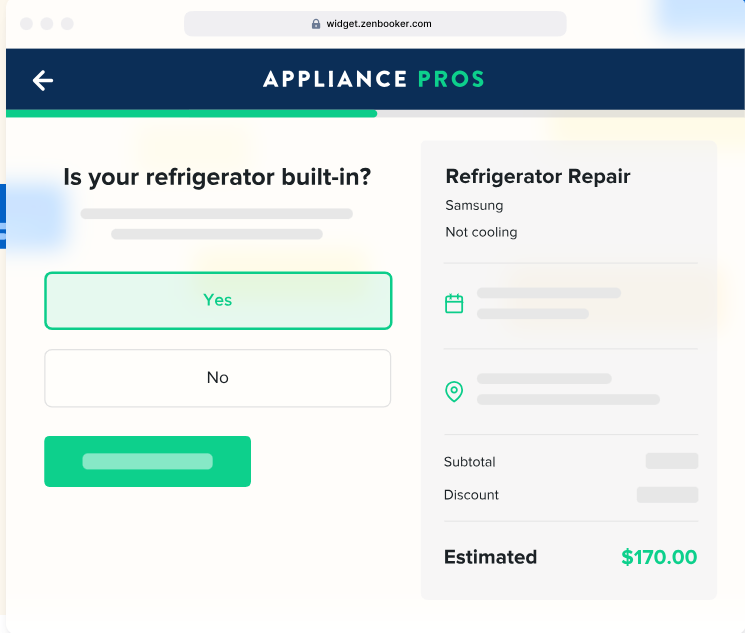 widget.zenbooker.com
APPLIANCE PROS
Is your refrigerator built-in?
Yes
No
Refrigerator Repair
Samsung
Not cooling
Subtotal
Discount
Estimated $170.00